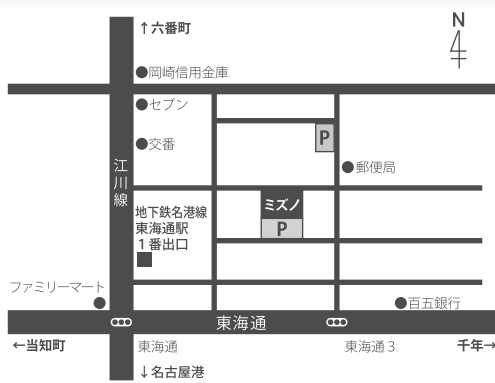 ↑六番町
N
岡崎信用金庫
セブン
交番
P
郵便局
江川線
ミズノ
P
地下鉄名港線
東海通駅
1番出口
ファミリーマート
百五銀行
東海通
←当知町
東海通
東海通3
千年→
↓名古屋港